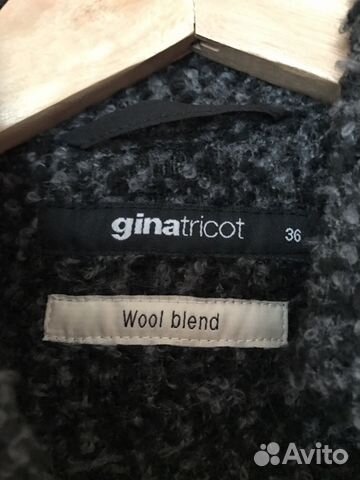 ginatricot 36
Wool blend
Avito